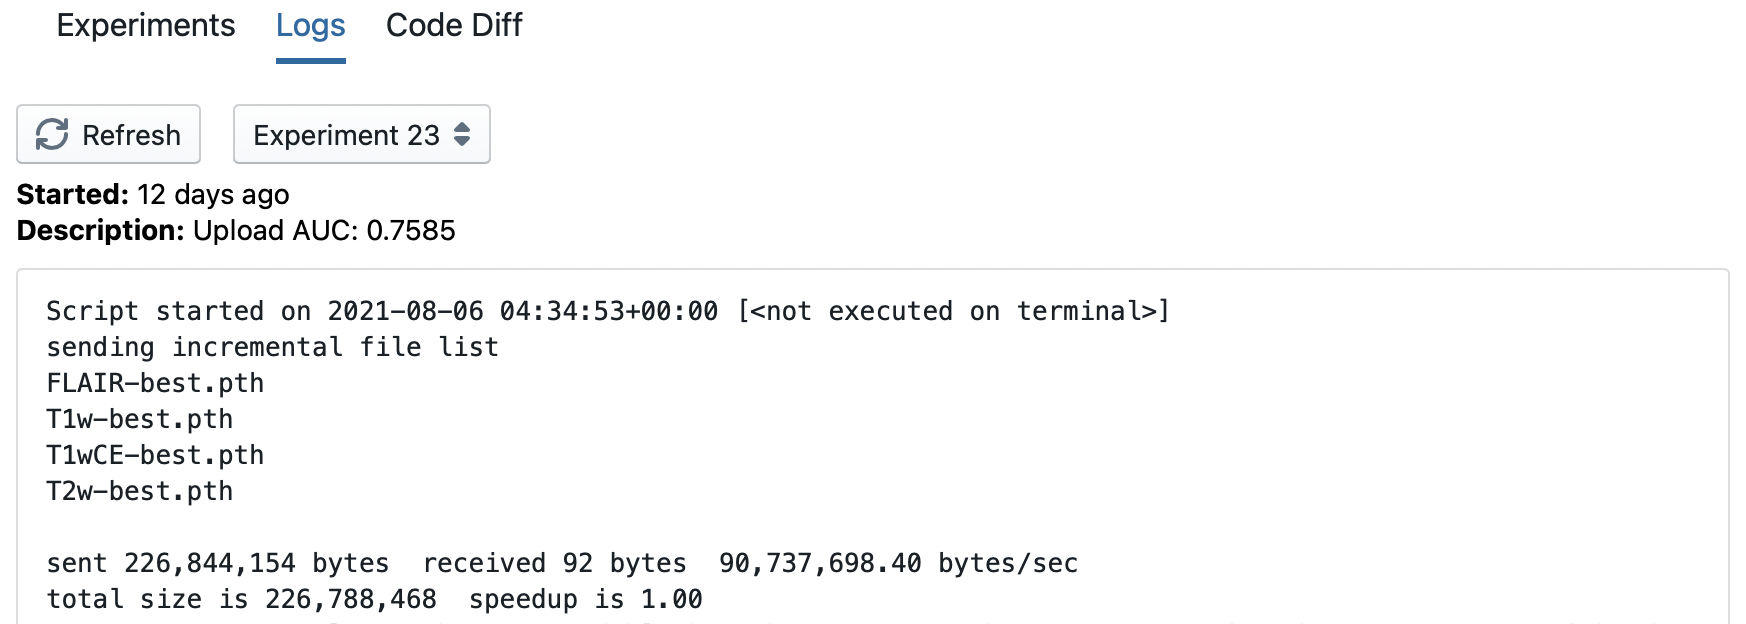 Experiments Logs Code Diff
Refresh Experiment 23
Started: 12 days ago
Description: Upload AUC: 0.7585
Script started on 2021-08-06 04:34:53+00:00 [<not executed on terminal>]
sending incremental file list
FLAIR-best.pth
T1w-best.pth
T1wCE-best.pth
T2w-best.pth
sent 226,844,154 bytes  received 92 bytes  90,737,698.40 bytes/sec
total size is 226,788,468  speedup is 1.00